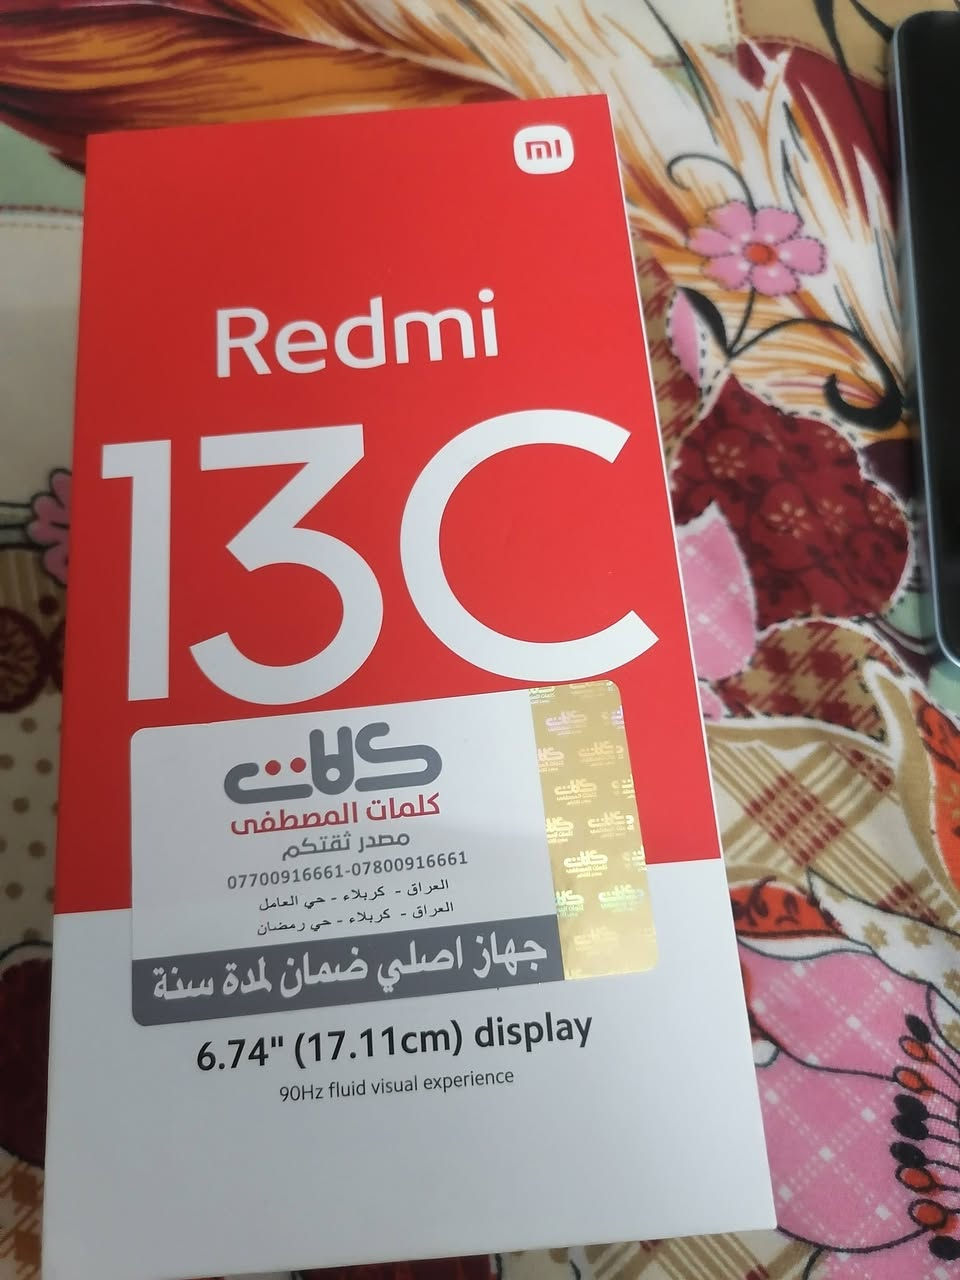 mi
Redmi
13C
كلمات
كلمات المصطفى
مصدر ثقتكم
07700916661-07800916661
العراق - كربلاء - حي العامل
العراق - كربلاء - حي رمضان
جهاز اصلي ضمان لمدة سنة
6.74" (17.11cm) display
90Hz fluid visual experience